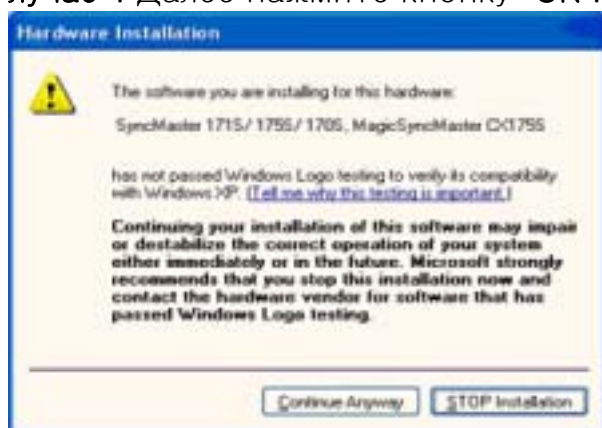 Далее нажмите кнопку "OK".
Hardware Installation
The software you are installing for this hardware:
SyncMaster 171S/ 175S/ 170S, MagicSyncMaster CX175S
has not passed Windows Logo testing to verify its compatibility
with Windows XP. (Tell me why this testing is important.)
Continuing your installation of this software may impair
or destabilize the correct operation of your system
either immediately or in the future. Microsoft strongly
recommends that you stop this installation now and
contact the hardware vendor for software that has
passed Windows Logo testing.
Continue Anyway STOP Installation